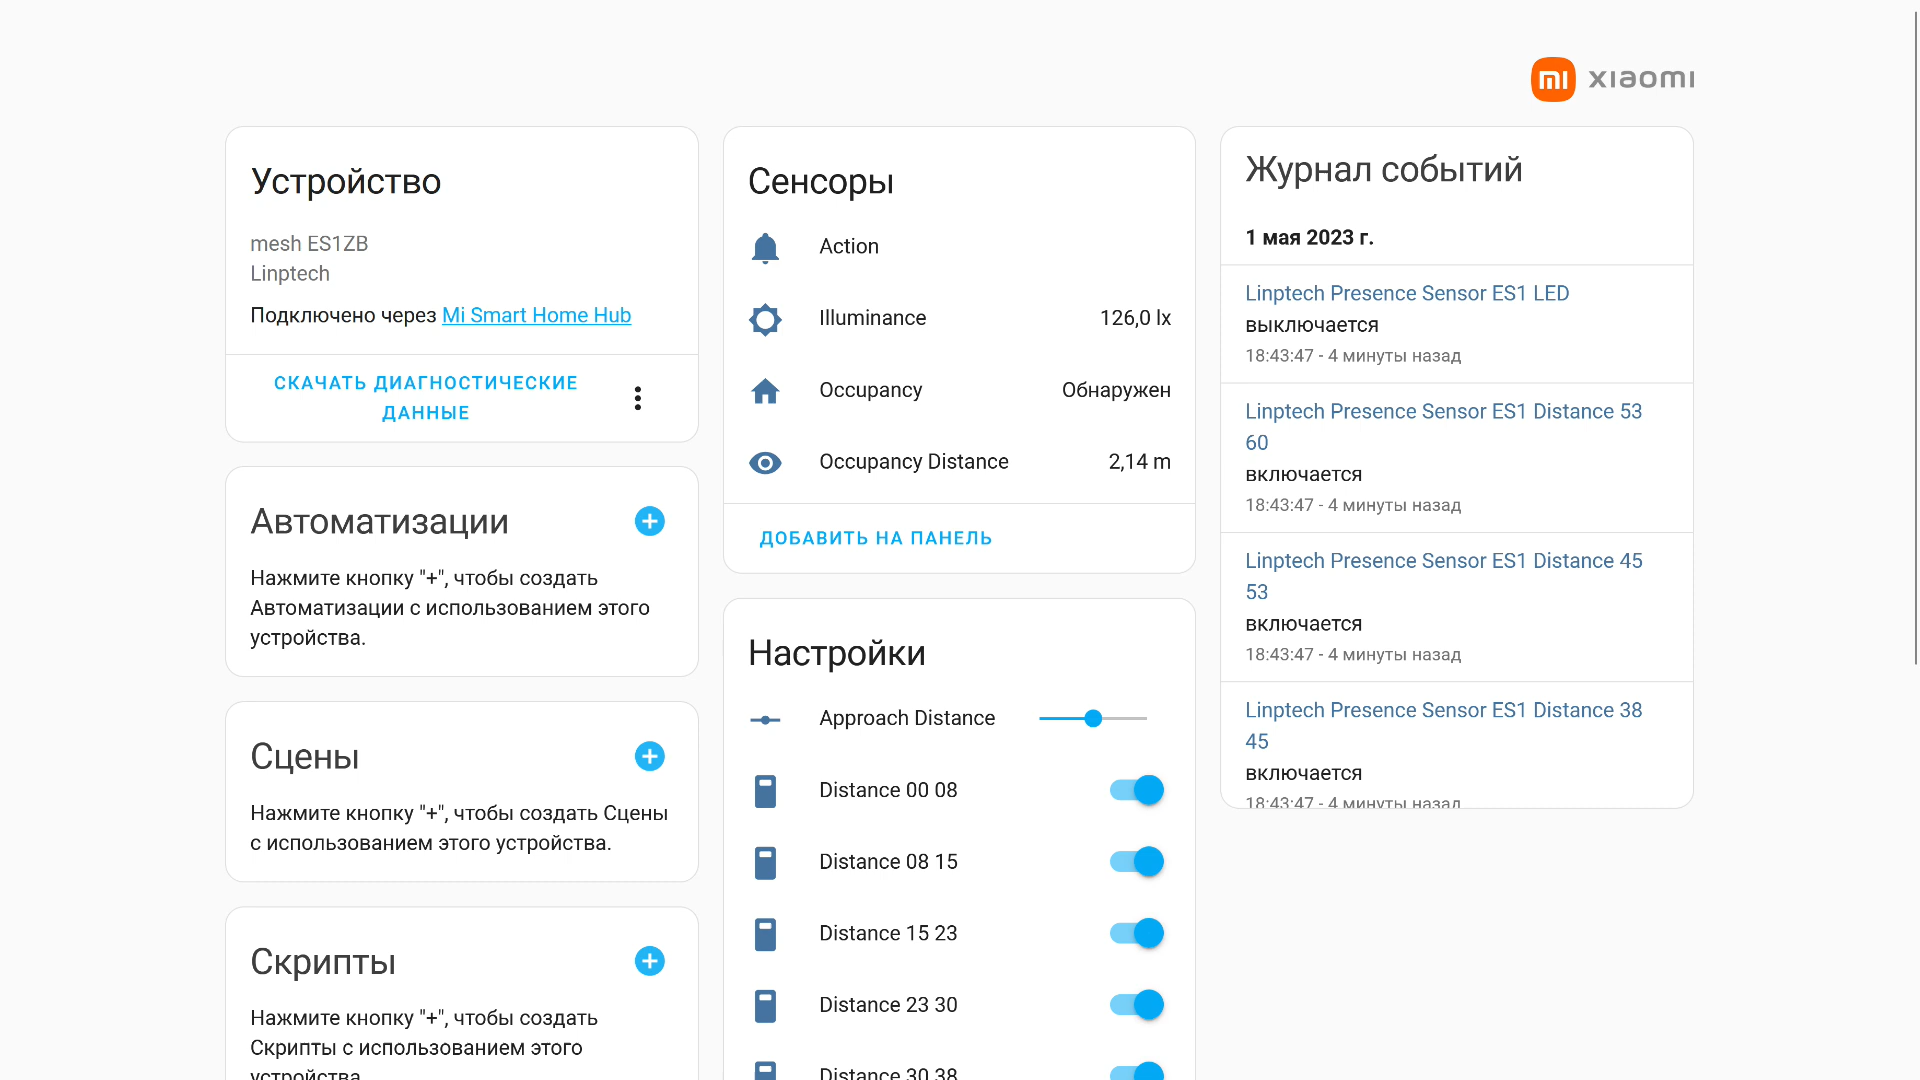 mi xiaomi
Устройство
mesh ES1ZB
Linptech
Подключено через Mi Smart Home Hub
СКАЧАТЬ ДИАГНОСТИЧЕСКИЕ
ДАННЫЕ
Автоматизации
Нажмите кнопку "+", чтобы создать
Автоматизации с использованием этого
устройства.
Сцены
Нажмите кнопку "+", чтобы создать Сцены
с использованием этого устройства.
Скрипты
Нажмите кнопку "+", чтобы создать
Скрипты с использованием этого
устройства
Сенсоры
Action
Illuminance 126,0 lx
Occupancy Обнаружен
Occupancy Distance 2,14 m
ДОБАВИТЬ НА ПАНЕЛЬ
Настройки
Approach Distance
Distance 00 08
Distance 08 15
Distance 15 23
Distance 23 30
Distance 30 38
Журнал событий
1 мая 2023 г.
Linptech Presence Sensor ES1 LED
выключается
18:43:47 - 4 минуты назад
Linptech Presence Sensor ES1 Distance 53
60
включается
18:43:47 - 4 минуты назад
Linptech Presence Sensor ES1 Distance 45
53
включается
18:43:47 - 4 минуты назад
Linptech Presence Sensor ES1 Distance 38
45
включается
18:43:47 - 4 минуты назад